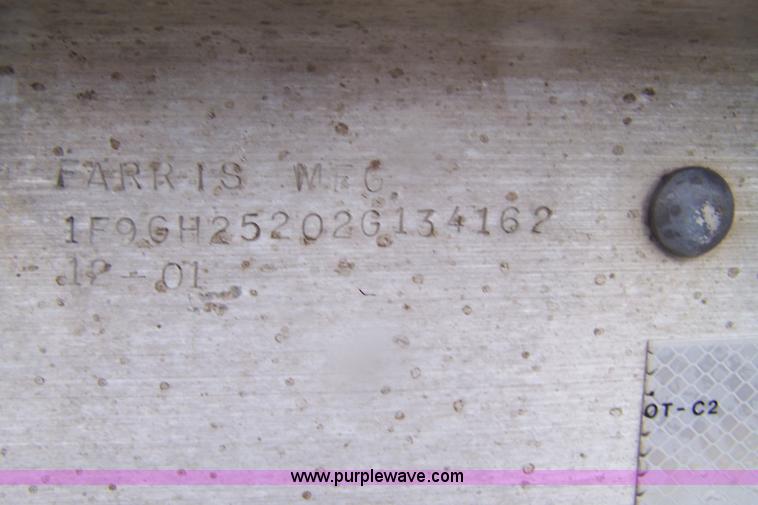 FARRIS MFG.
1F9GH25202G134162
12-01
OT-C2
www.purplewave.com